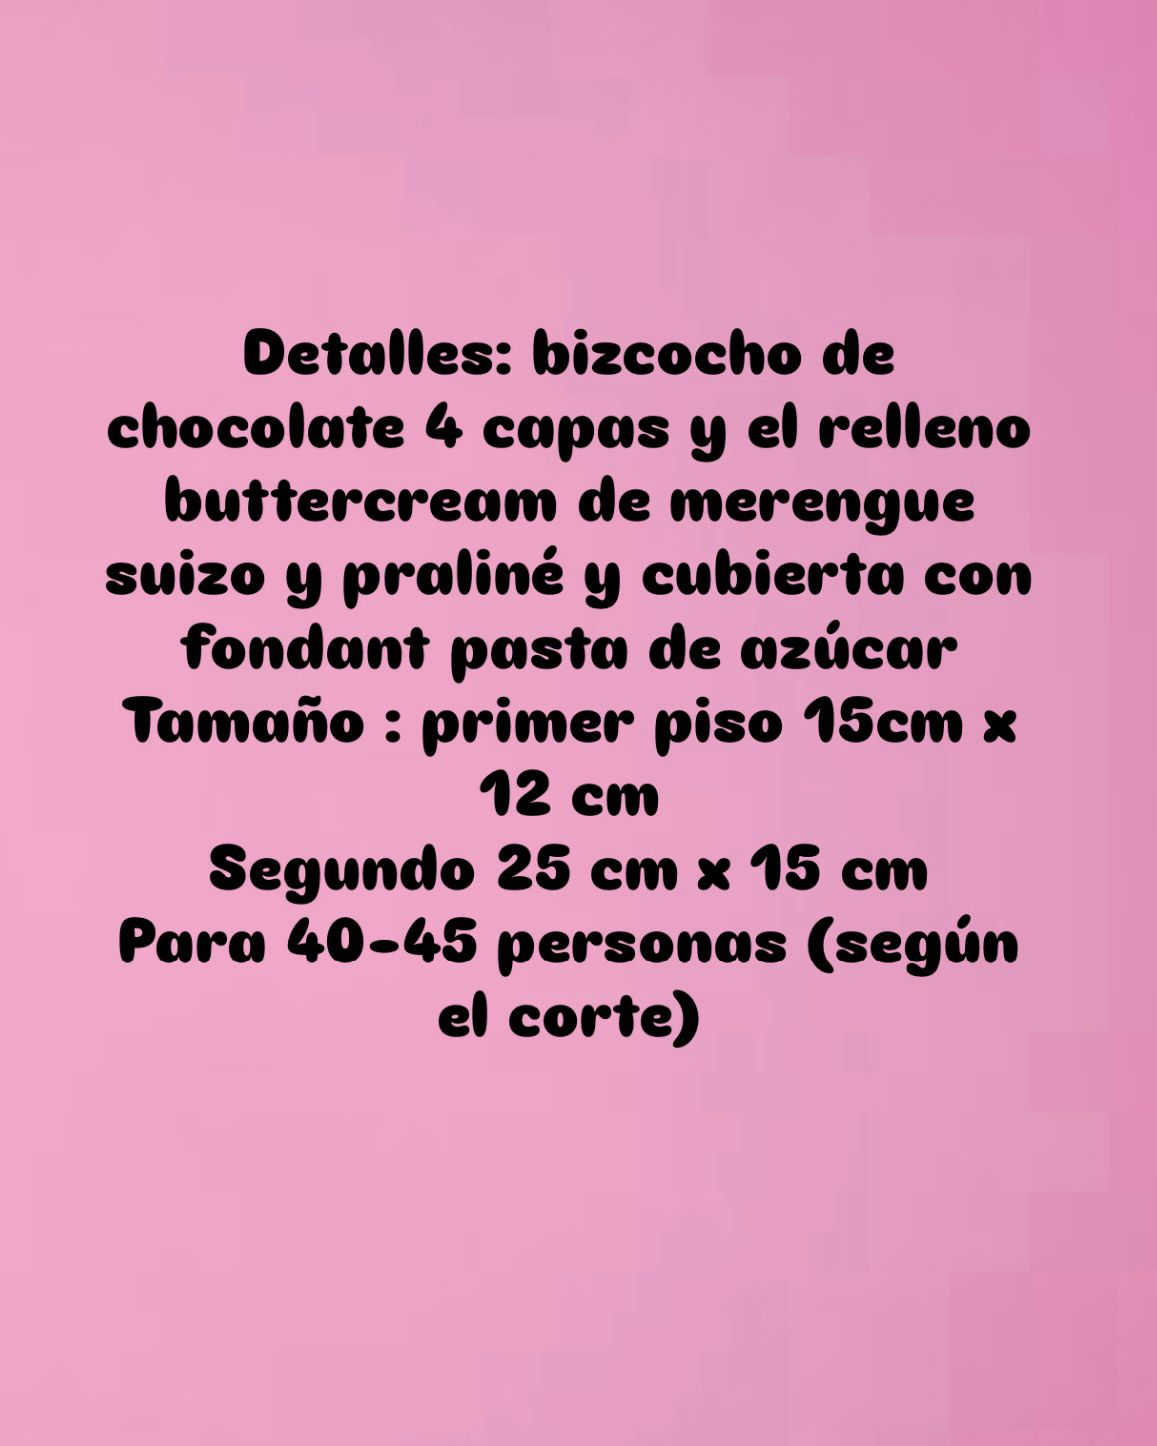 Detalles: bizcocho de
chocolate 4 capas y el relleno
buttercream de merengue
suizo y praliné y cubierta con
fondant pasta de azúcar
Tamaño : primer piso 15cm x
12 cm
Segundo 25 cm x 15 cm
Para 40-45 personas (según
el corte)